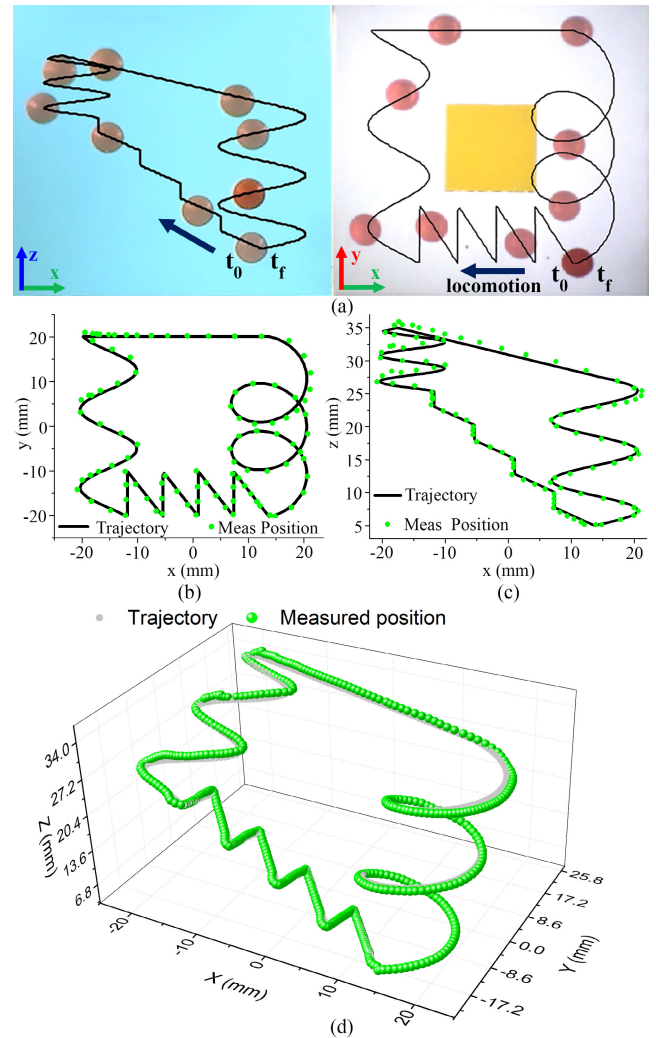 z
x
t0 tf
y
x
t0 tf
locomotion
(a)
20
10
0
-10
-20
y (mm)
Trajectory
Meas Position
-20 -10 0 10 20
x (mm)
(b)
35
30
25
20
15
10
5
z (mm)
Trajectory
Meas Position
-20 -10 0 10 20
x (mm)
(c)
Trajectory
Measured position
34.0
27.2
20.4
13.6
6.8
Z (mm)
-20
-10
0
10
20
X (mm)
25.8
17.2
8.6
0.0
-8.6
-17.2
Y (mm)
(d)